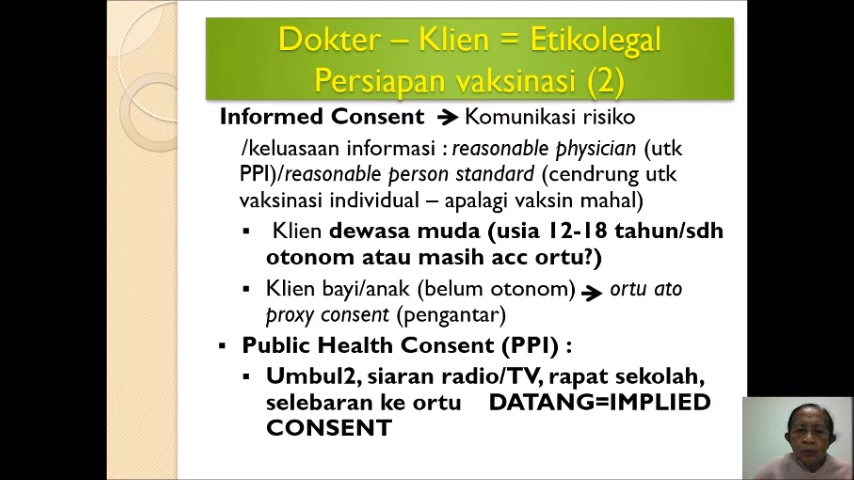 Dokter – Klien = Etikolegal
Persiapan vaksinasi (2)
Informed Consent → Komunikasi risiko
/keluasaan informasi : reasonable physician (utk
PPI)/reasonable person standard (cendrung utk
vaksinasi individual – apalagi vaksin mahal)
▪ Klien dewasa muda (usia 12-18 tahun/sdh
otonom atau masih acc ortu?)
▪ Klien bayi/anak (belum otonom) → ortu ato
proxy consent (pengantar)
▪ Public Health Consent (PPI) :
▪ Umbul2, siaran radio/TV, rapat sekolah,
selebaran ke ortu DATANG=IMPLIED
CONSENT